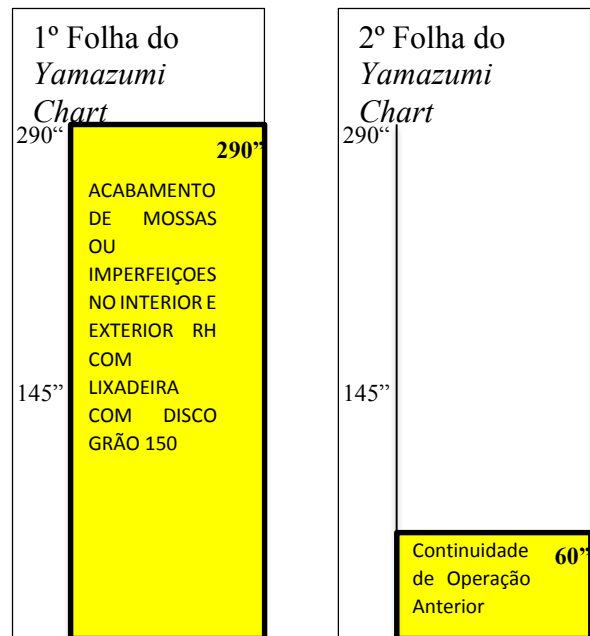 1º Folha do
Yamazumi
Chart
290“
290”
ACABAMENTO
DE MOSSAS
OU
IMPERFEIÇOES
NO INTERIOR E
EXTERIOR RH
COM
LIXADEIRA
COM DISCO
GRÃO 150
145”
2º Folha do
Yamazumi
Chart
290“
145”
Continuidade
de Operação
Anterior
60”